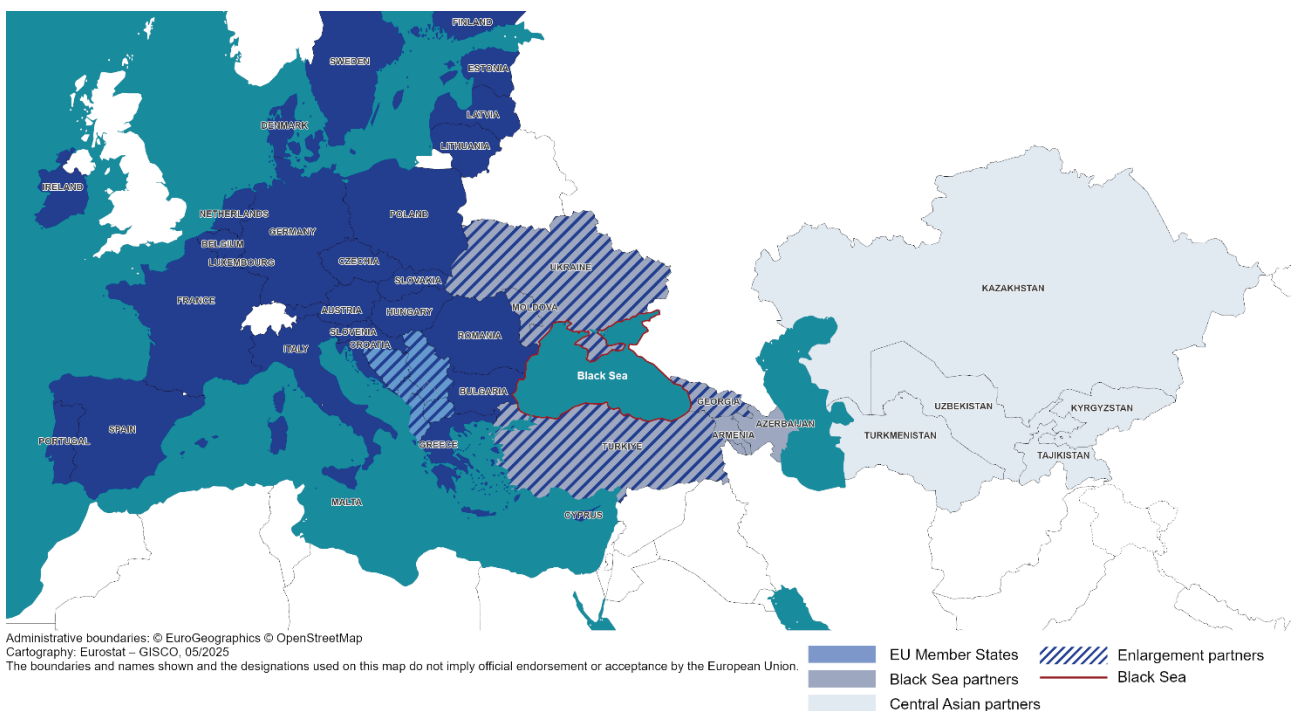 FINLAND
SWEDEN
ESTONIA
LATVIA
DENMARK
LITHUANIA
IRELAND
NETHERLANDS
POLAND
GERMANY
BELGIUM
LUXEMBOURG
CZECHIA
UKRAINE
SLOVAKIA
KAZAKHSTAN
FRANCE
AUSTRIA
HUNGARY
MOLDOVA
SLOVENIA
ROMANIA
CROATIA
ITALY
Black Sea
BULGARIA
GEORGIA
UZBEKISTAN
KYRGYZSTAN
PORTUGAL
SPAIN
AZERBAIJAN
ARMENIA
TURKMENISTAN
GREECE
TÜRKIYE
TAJIKISTAN
MALTA
CYPRUS
Administrative boundaries: © EuroGeographics © OpenStreetMap
Cartography: Eurostat – GISCO, 05/2025
The boundaries and names shown and the designations used on this map do not imply official endorsement or acceptance by the European Union.
EU Member States
Enlargement partners
Black Sea partners
Black Sea
Central Asian partners